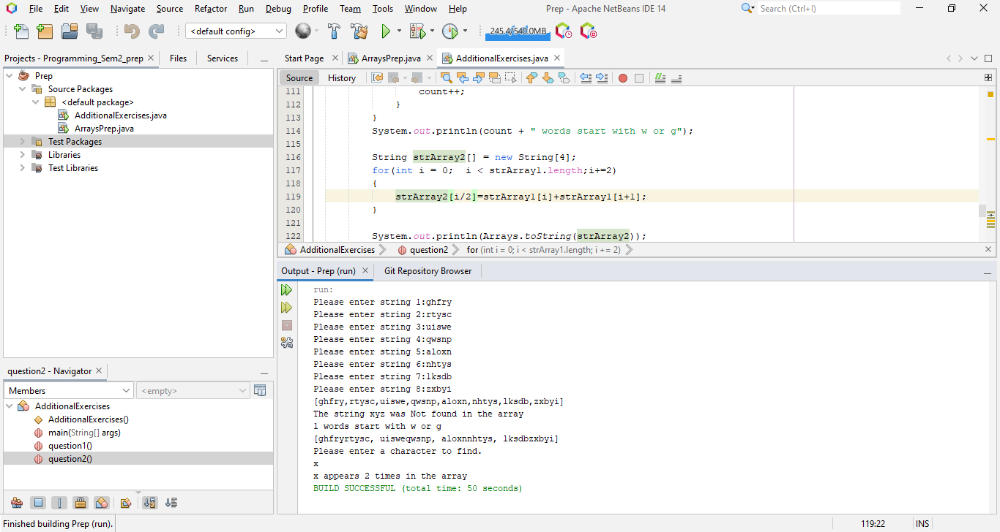 File Edit View Navigate Source Refactor Run Debug Profile Team Tools Window Help Prep - Apache NetBeans IDE 14 Search (Ctrl+I)
<default config> 245.4/540.0MB
Projects - Programming_Sem2_prep Files Services
Prep
Source Packages
<default package>
AdditionalExercises.java
ArraysPrep.java
Test Packages
Libraries
Test Libraries
Start Page ArraysPrep.java AdditionalExercises.java
Source History
111 count++;
112 }
113 }
114 System.out.println(count + " words start with w or g");
115
116 String strArray2[] = new String[4];
117 for(int i = 0;  i < strArray1.length;i+=2)
118 {
119 strArray2[i/2]=strArray1[i]+strArray1[i+1];
120 }
121
122 System.out.println(Arrays.toString(strArray2));
AdditionalExercises question2 for (int i = 0; i < strArray1.length; i += 2)
question2 - Navigator
Members <empty>
AdditionalExercises
AdditionalExercises()
main(String[] args)
question1()
question2()
Output - Prep (run) Git Repository Browser
run:
Please enter string 1:ghfry
Please enter string 2:rtysc
Please enter string 3:uiswe
Please enter string 4:qwsnp
Please enter string 5:aloxn
Please enter string 6:nhtys
Please enter string 7:lksdb
Please enter string 8:zxbyi
[ghfry,rtysc,uiswe,qwsnp,aloxn,nhtys,lksdb,zxbyi]
The string xyz was Not found in the array
1 words start with w or g
[ghfryrtysc, uisweqwsnp, aloxnnhtys, lksdbzxbyi]
Please enter a character to find.
x
x appears 2 times in the array
BUILD SUCCESSFUL (total time: 50 seconds)
Finished building Prep (run). 119:22 INS